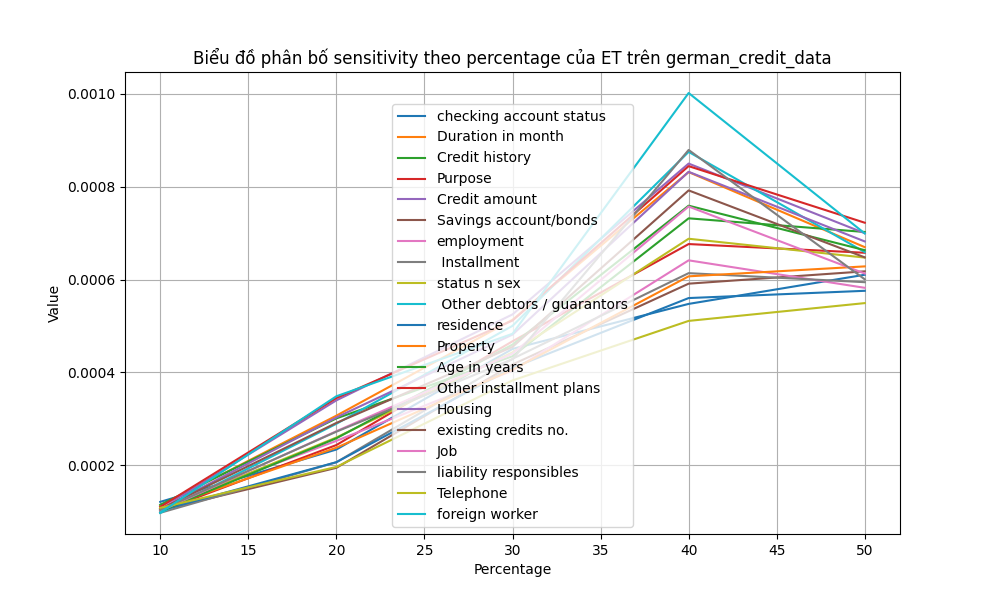 Biểu đồ phân bố sensitivity theo percentage của ET trên german_credit_data
Value
0.0010
0.0008
0.0006
0.0004
0.0002
checking account status
Duration in month
Credit history
Purpose
Credit amount
Savings account/bonds
employment
Installment
status n sex
Other debtors / guarantors
residence
Property
Age in years
Other installment plans
Housing
existing credits no.
Job
liability responsibles
Telephone
foreign worker
10 15 20 25 30 35 40 45 50
Percentage